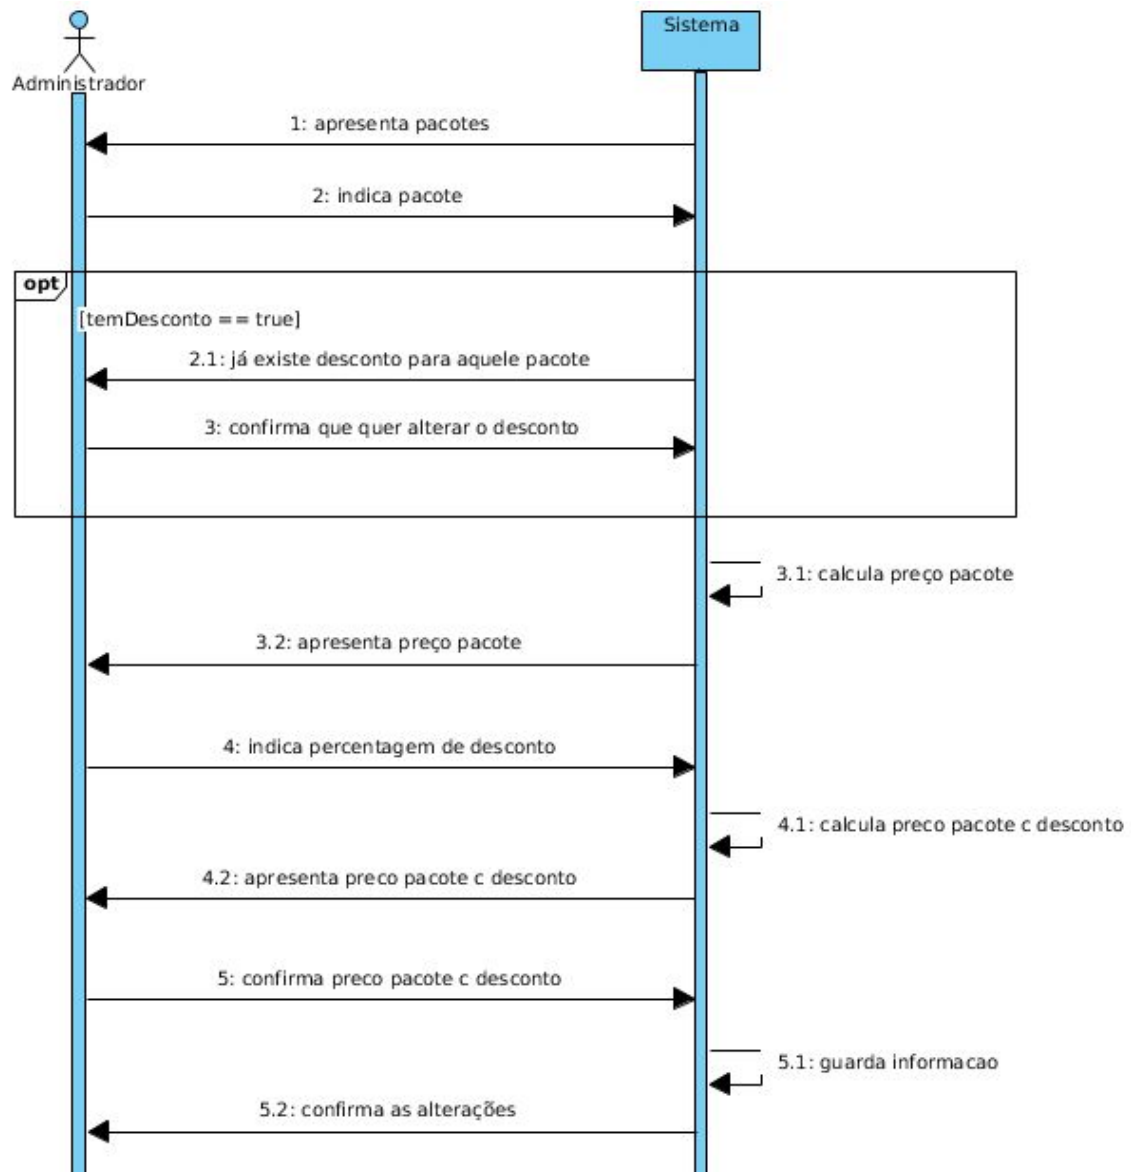 Sistema
Administrador
1: apresenta pacotes
2: indica pacote
opt
[temDesconto == true]
2.1: já existe desconto para aquele pacote
3: confirma que quer alterar o desconto
3.1: calcula preço pacote
3.2: apresenta preço pacote
4: indica percentagem de desconto
4.1: calcula preco pacote c desconto
4.2: apresenta preco pacote c desconto
5: confirma preco pacote c desconto
5.1: guarda informacao
5.2: confirma as alterações